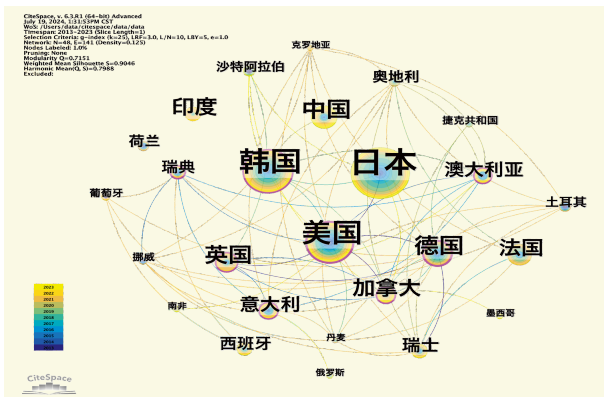 CiteSpace, v. 6.3.R1 (64-bit) Advanced
July 19, 2024, 1:31:53PM CST
WoS: /Users/data/citespace/data/data
Timespan: 2013-2023 (Slice Length=1)
Selection Criteria: g-index (k=25), LRF=3.0, L/N=10, LBY=5, e=1.0
Network: N=48, E=141 (Density=0.125)
Nodes Labeled: 1.0%
Pruning: None
Modularity Q=0.7151
Weighted Mean Silhouette S=0.9046
Harmonic Mean(Q, S)=0.7988
Excluded:
克罗地亚
沙特阿拉伯
奥地利
印度
中国
捷克共和国
荷兰
瑞典
韩国
日本
澳大利亚
葡萄牙
土耳其
美国
挪威
英国
德国
法国
加拿大
南非
意大利
墨西哥
丹麦
西班牙
瑞士
俄罗斯
2023
2022
2021
2020
2019
2018
2017
2016
2015
2014
CiteSpace